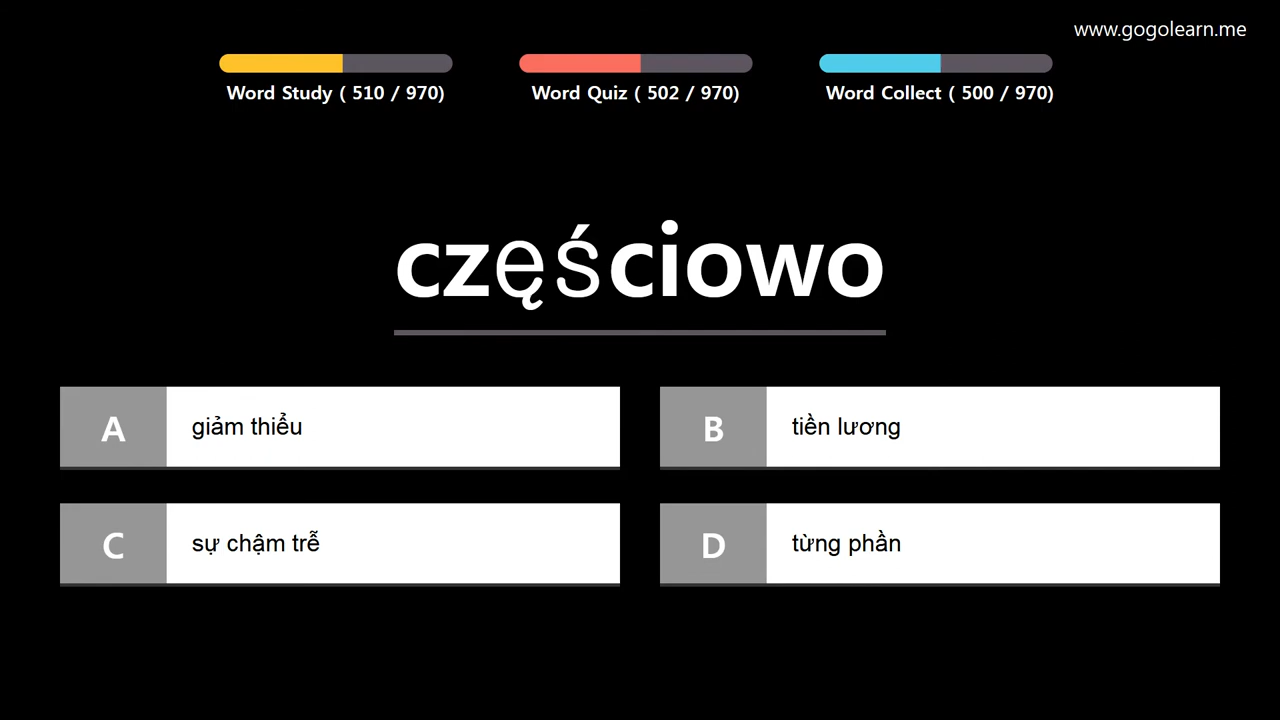 www.gogolearn.me
Word Study ( 510 / 970)
Word Quiz ( 502 / 970)
Word Collect ( 500 / 970)
częściowo
A giảm thiểu
B tiền lương
C sự chậm trễ
D từng phần